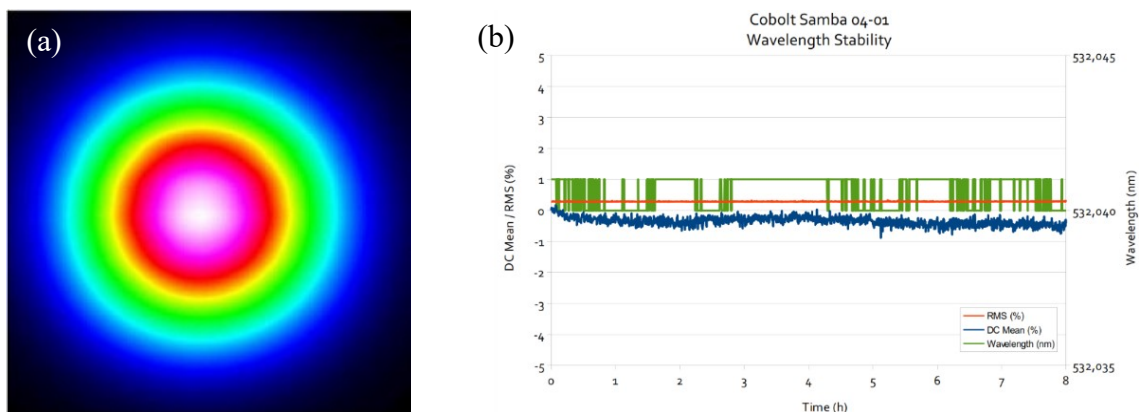 (a)
(b)
Cobolt Samba 04-01
Wavelength Stability
DC Mean / RMS (%)
5
4
3
2
1
0
-1
-2
-3
-4
-5
532,045
532,040
532,035
Wavelength (nm)
RMS (%)
DC Mean (%)
Wavelength (nm)
0 1 2 3 4 5 6 7 8
Time (h)